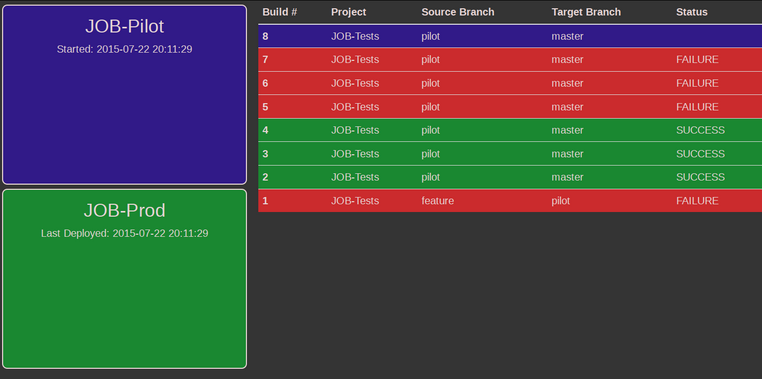 JOB-Pilot
Started: 2015-07-22 20:11:29
JOB-Prod
Last Deployed: 2015-07-22 20:11:29
Build # Project Source Branch Target Branch Status
8 JOB-Tests pilot master
7 JOB-Tests pilot master FAILURE
6 JOB-Tests pilot master FAILURE
5 JOB-Tests pilot master FAILURE
4 JOB-Tests pilot master SUCCESS
3 JOB-Tests pilot master SUCCESS
2 JOB-Tests pilot master SUCCESS
1 JOB-Tests feature pilot FAILURE